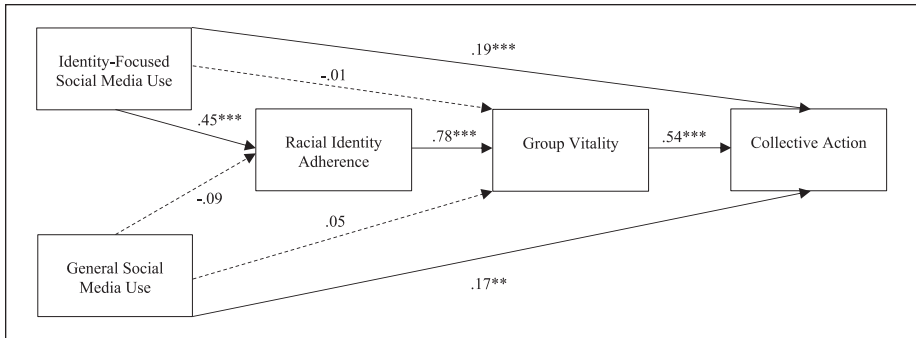 Identity-Focused
Social Media Use
.19***
-.01
.45***
Racial Identity
Adherence
.78***
Group Vitality
.54***
Collective Action
-.09
.05
General Social
Media Use
.17**